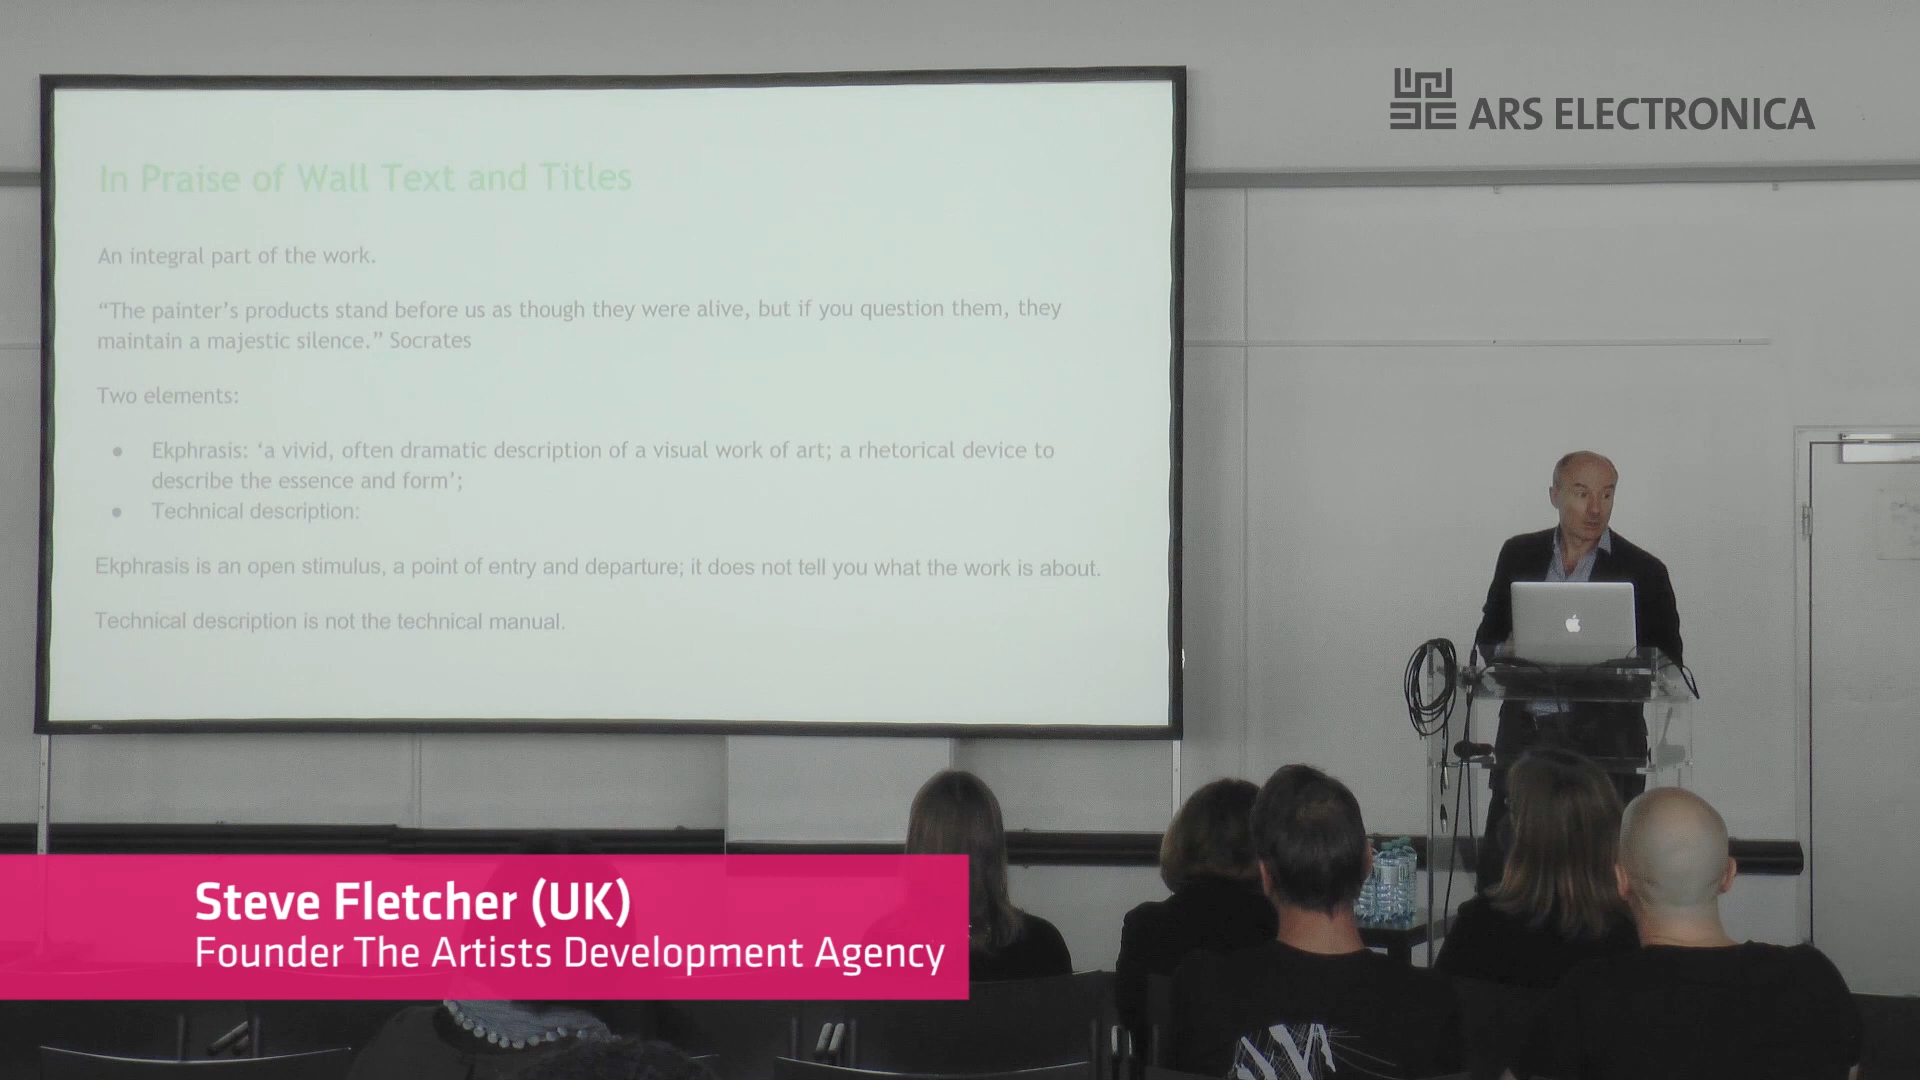 ARS ELECTRONICA
In Praise of Wall Text and Titles
An integral part of the work.
“The painter’s products stand before us as though they were alive, but if you question them, they
maintain a majestic silence.” Socrates
Two elements:
● Ekphrasis: ‘a vivid, often dramatic description of a visual work of art; a rhetorical device to
describe the essence and form’;
● Technical description:
Ekphrasis is an open stimulus, a point of entry and departure; it does not tell you what the work is about.
Technical description is not the technical manual.
Steve Fletcher (UK)
Founder The Artists Development Agency